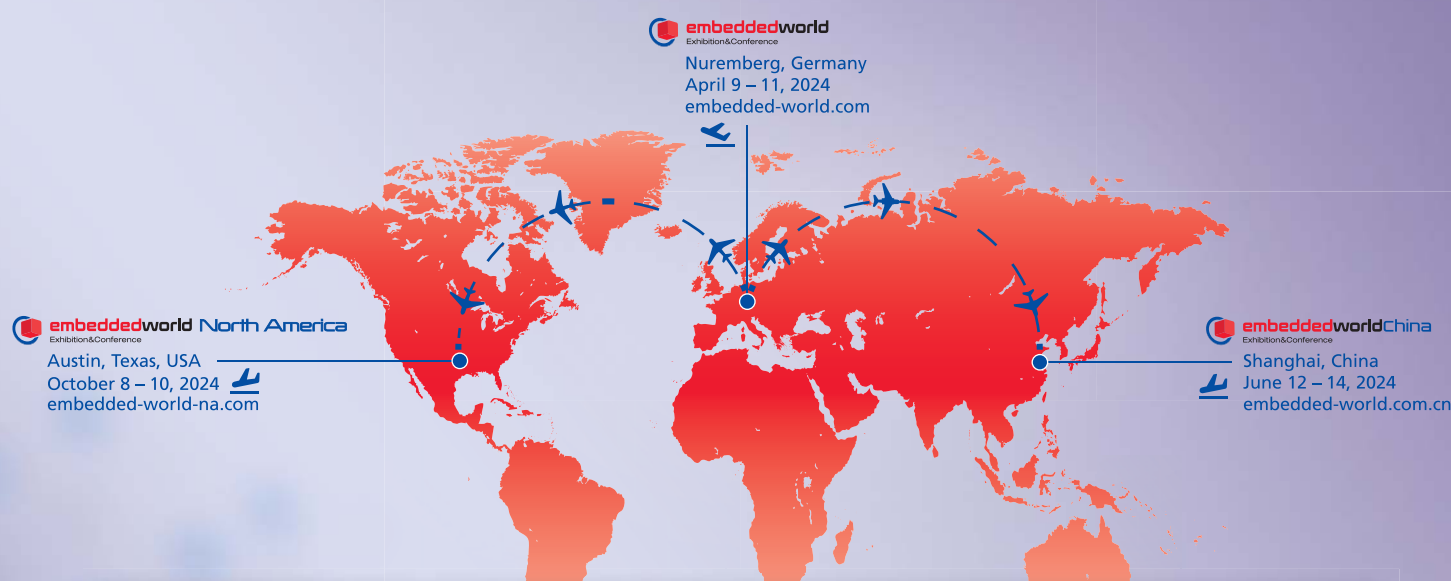 embeddedworld
Exhibition&Conference
Nuremberg, Germany
April 9 – 11, 2024
embedded-world.com
embeddedworld North America
Exhibition&Conference
Austin, Texas, USA
October 8 – 10, 2024
embedded-world-na.com
embeddedworldChina
Exhibition&Conference
Shanghai, China
June 12 – 14, 2024
embedded-world.com.cn